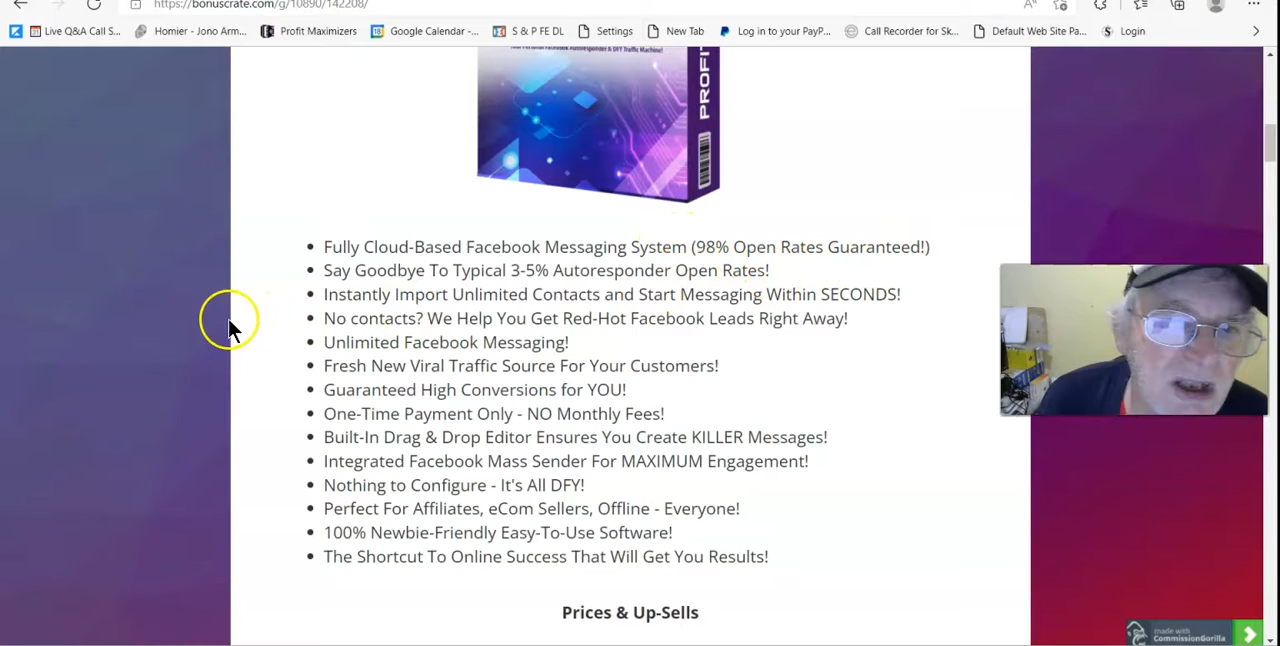 https://bonuscrate.com/g/10890/142208/
Live Q&A Call S...
Homier - Jono Arm...
Profit Maximizers
Google Calendar -...
S & P FE DL
Settings
New Tab
Log in to your PayP...
Call Recorder for Sk...
Default Web Site Pa...
Login
Your Personal Facebook Autoresponder & DFY Traffic Machine!
PROFIT
• Fully Cloud-Based Facebook Messaging System (98% Open Rates Guaranteed!)
• Say Goodbye To Typical 3-5% Autoresponder Open Rates!
• Instantly Import Unlimited Contacts and Start Messaging Within SECONDS!
• No contacts? We Help You Get Red-Hot Facebook Leads Right Away!
• Unlimited Facebook Messaging!
• Fresh New Viral Traffic Source For Your Customers!
• Guaranteed High Conversions for YOU!
• One-Time Payment Only - NO Monthly Fees!
• Built-In Drag & Drop Editor Ensures You Create KILLER Messages!
• Integrated Facebook Mass Sender For MAXIMUM Engagement!
• Nothing to Configure - It's All DFY!
• Perfect For Affiliates, eCom Sellers, Offline - Everyone!
• 100% Newbie-Friendly Easy-To-Use Software!
• The Shortcut To Online Success That Will Get You Results!
Prices & Up-Sells
made with
CommissionGorilla